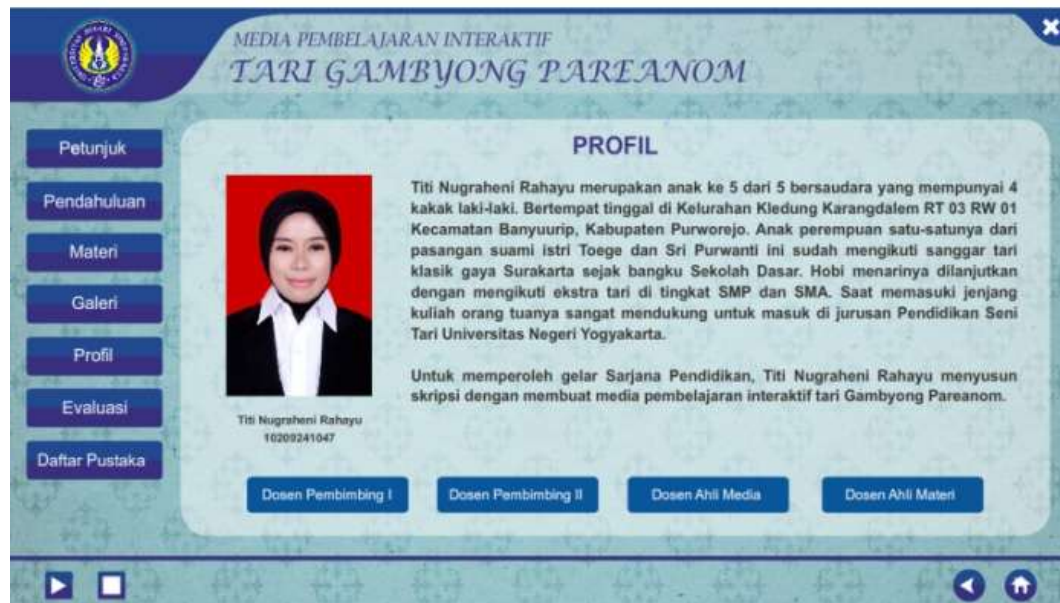 MEDIA PEMBELAJARAN INTERAKTIF
TARI GAMBYONG PAREANOM
Petunjuk
Pendahuluan
Materi
Galeri
Profil
Evaluasi
Daftar Pustaka
PROFIL
Titi Nugraheni Rahayu merupakan anak ke 5 dari 5 bersaudara yang mempunyai 4
kakak laki-laki. Bertempat tinggal di Kelurahan Kledung Karangdalem RT 03 RW 01
Kecamatan Banyuurip, Kabupaten Purworejo. Anak perempuan satu-satunya dari
pasangan suami istri Toege dan Sri Purwanti ini sudah mengikuti sanggar tari
klasik gaya Surakarta sejak bangku Sekolah Dasar. Hobi menarinya dilanjutkan
dengan mengikuti ekstra tari di tingkat SMP dan SMA. Saat memasuki jenjang
kuliah orang tuanya sangat mendukung untuk masuk di jurusan Pendidikan Seni
Tari Universitas Negeri Yogyakarta.
Untuk memperoleh gelar Sarjana Pendidikan, Titi Nugraheni Rahayu menyusun
skripsi dengan membuat media pembelajaran interaktif tari Gambyong Pareanom.
Titi Nugraheni Rahayu
10209241047
Dosen Pembimbing I
Dosen Pembimbing II
Dosen Ahli Media
Dosen Ahli Materi